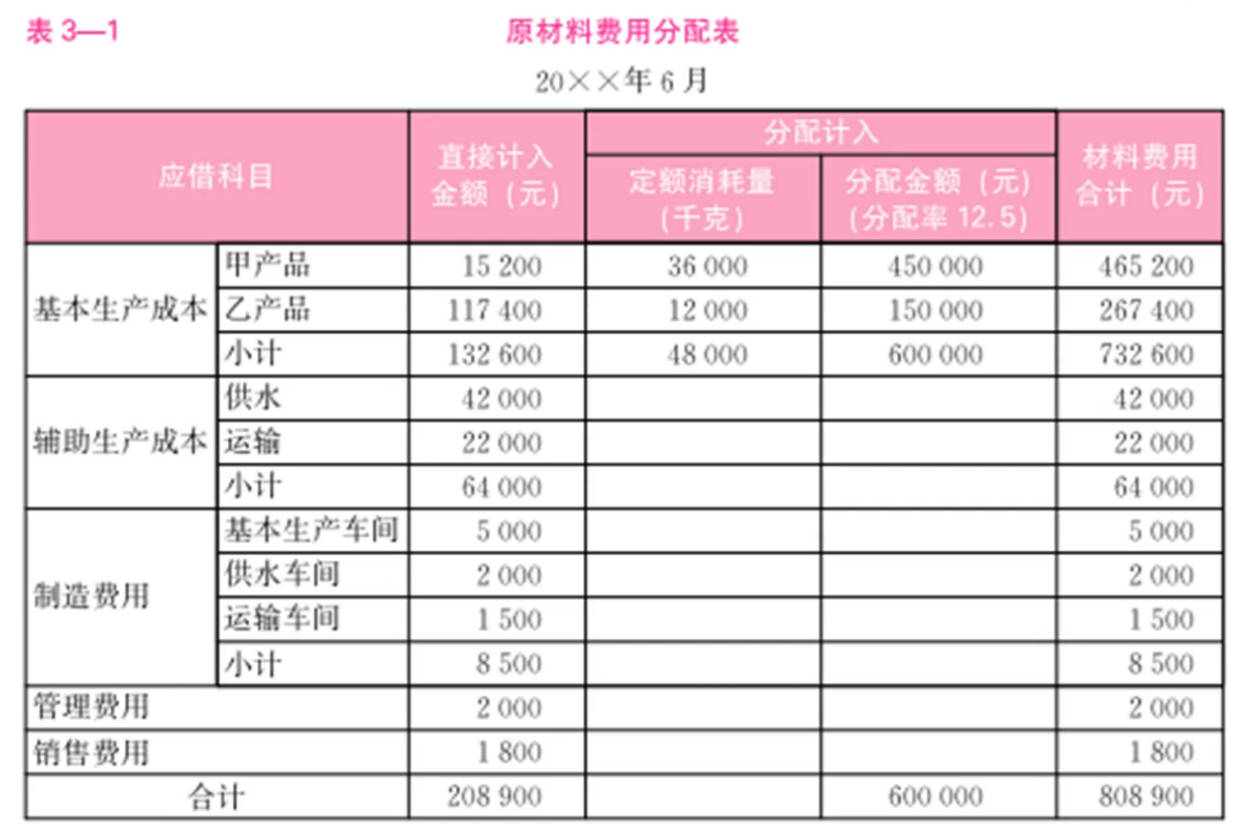 表 3—1 原材料费用分配表
20××年 6 月
应借科目 直接计入金额（元） 分配计入 材料费用合计（元）
定额消耗量（千克） 分配金额（元）（分配率 12.5）
基本生产成本 甲产品 15 200 36 000 450 000 465 200
乙产品 117 400 12 000 150 000 267 400
小计 132 600 48 000 600 000 732 600
辅助生产成本 供水 42 000 42 000
运输 22 000 22 000
小计 64 000 64 000
制造费用 基本生产车间 5 000 5 000
供水车间 2 000 2 000
运输车间 1 500 1 500
小计 8 500 8 500
管理费用 2 000 2 000
销售费用 1 800 1 800
合计 208 900 600 000 808 900